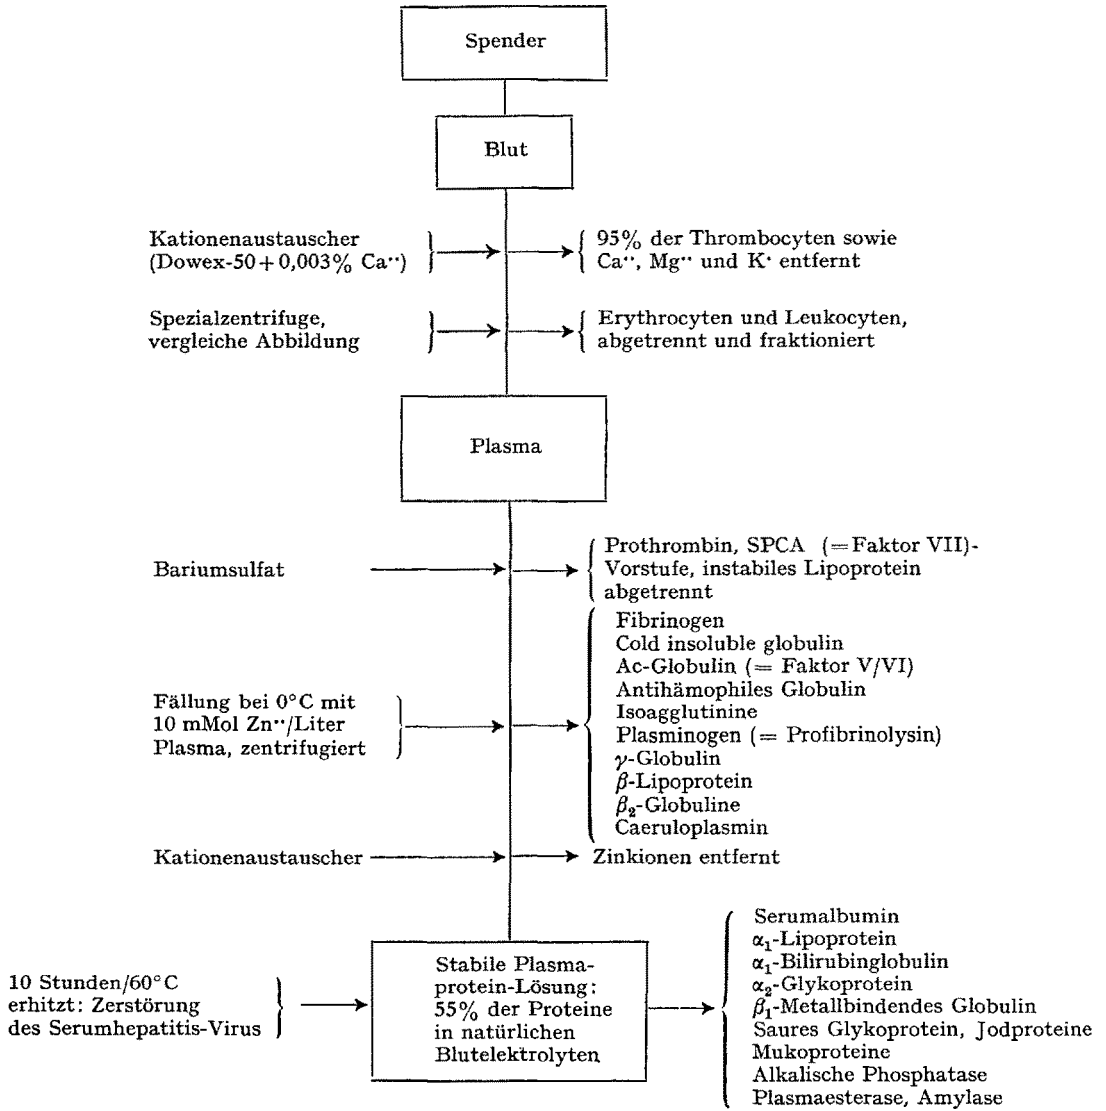 Spender
Blut
Kationenaustauscher
(Dowex-50+0,003% Ca··)
95% der Thrombocyten sowie
Ca··, Mg·· und K· entfernt
Spezialzentrifuge,
vergleiche Abbildung
Erythrocyten und Leukocyten,
abgetrennt und fraktioniert
Plasma
Bariumsulfat
Prothrombin, SPCA (=Faktor VII)-
Vorstufe, instabiles Lipoprotein
abgetrennt
Fällung bei 0°C mit
10 mMol Zn··/Liter
Plasma, zentrifugiert
Fibrinogen
Cold insoluble globulin
Ac-Globulin (= Faktor V/VI)
Antihämophiles Globulin
Isoagglutinine
Plasminogen (= Profibrinolysin)
γ-Globulin
β-Lipoprotein
β₂-Globuline
Caeruloplasmin
Kationenaustauscher
Zinkionen entfernt
10 Stunden/60°C
erhitzt: Zerstörung
des Serumhepatitis-Virus
Stabile Plasma-
protein-Lösung:
55% der Proteine
in natürlichen
Blutelektrolyten
Serumalbumin
α₁-Lipoprotein
α₁-Bilirubinglobulin
α₂-Glykoprotein
β₁-Metallbindendes Globulin
Saures Glykoprotein, Jodproteine
Mukoproteine
Alkalische Phosphatase
Plasmaesterase, Amylase